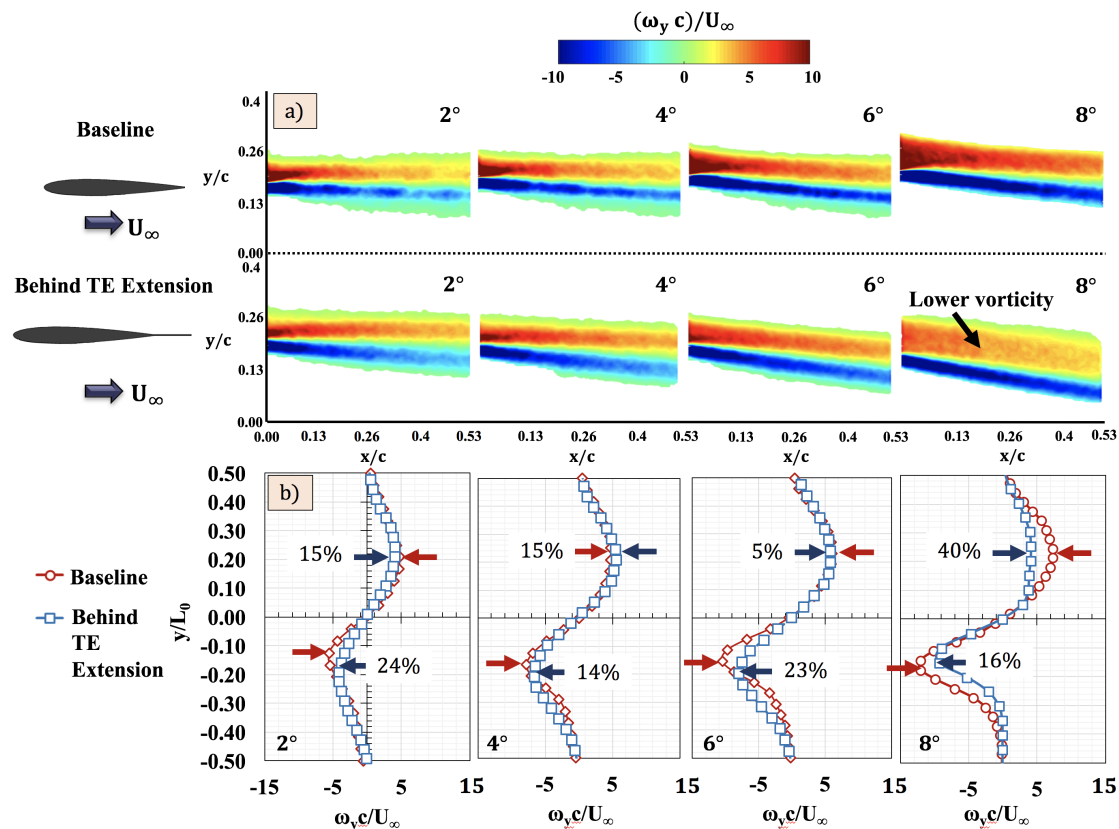 (ω_y c)/U_∞
-10 -5 0 5 10
a)
0.4
2° 4° 6° 8°
Baseline
0.26
y/c
0.13
U_∞
0.00
0.4
2° 4° 6° 8°
Behind TE Extension
Lower vorticity
0.26
y/c
0.13
U_∞
0.00
0.00 0.13 0.26 0.4 0.53 0.13 0.26 0.4 0.53 0.13 0.26 0.4 0.53 0.13 0.26 0.4 0.53
x/c x/c x/c x/c
b)
0.50
0.40
0.30
0.20
0.10
0.00
-0.10
-0.20
-0.30
-0.40
-0.50
y/L_0
15% 15% 5% 40%
Baseline
Behind
TE
Extension
24% 14% 23% 16%
2° 4° 6° 8°
-15 -5 5 15 -5 5 15 -5 5 15 -5 5 15
ω_yc/U_∞ ω_yc/U_∞ ω_yc/U_∞ ω_yc/U_∞